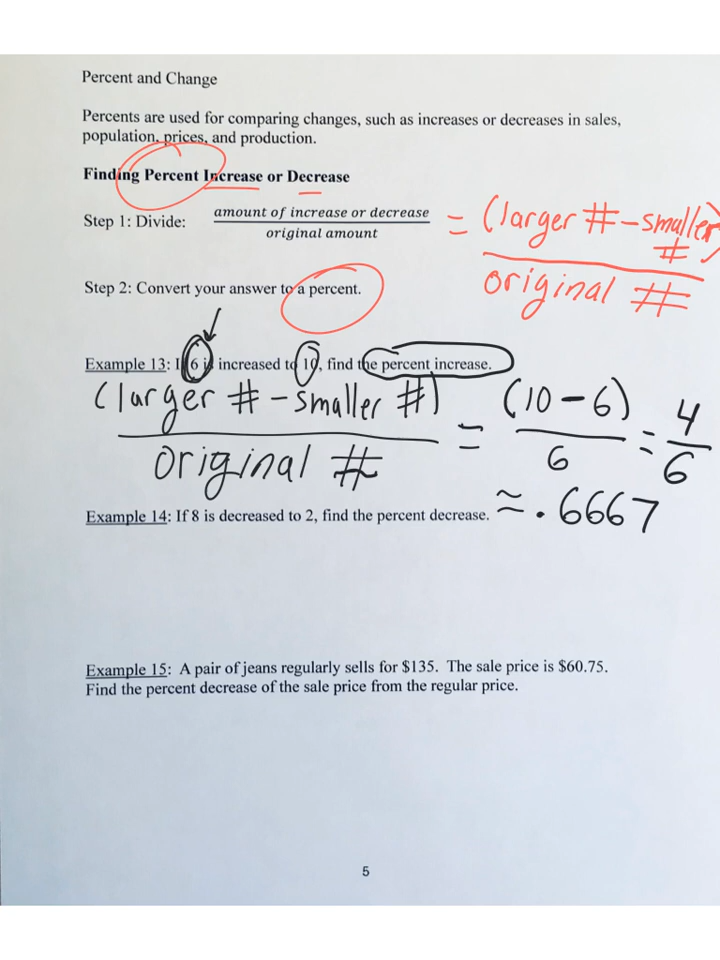 Percent and Change
Percents are used for comparing changes, such as increases or decreases in sales,
population, prices, and production.
Finding Percent Increase or Decrease
Step 1: Divide: amount of increase or decrease
original amount
= (larger # - smaller
#)
original #
Step 2: Convert your answer to a percent.
Example 13: If 6 is increased to 10, find the percent increase.
(larger # - smaller #)
original #
= (10 - 6)
6
= 4
6
≈ .6667
Example 14: If 8 is decreased to 2, find the percent decrease.
Example 15: A pair of jeans regularly sells for $135. The sale price is $60.75.
Find the percent decrease of the sale price from the regular price.
5